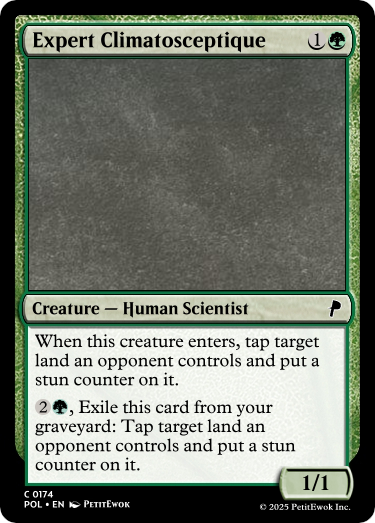 Expert Climatosceptique 1
Creature — Human Scientist
When this creature enters, tap target
land an opponent controls and put a
stun counter on it.
2, Exile this card from your
graveyard: Tap target land an
opponent controls and put a stun
counter on it.
1/1
C 0174
POL • EN PetitEwok
© 2025 PetitEwok Inc.